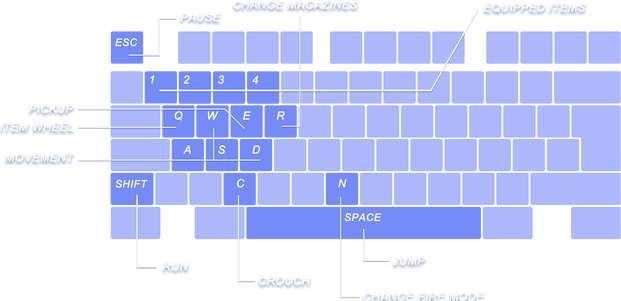 CHANGE MAGAZINES
EQUIPPED ITEMS
PAUSE
ESC
1 2 3 4
PICKUP
Q W E R
ITEM WHEEL
A S D
MOVEMENT
SHIFT C N
SPACE
RUN
JUMP
CROUCH
CHANGE FIRE MODE